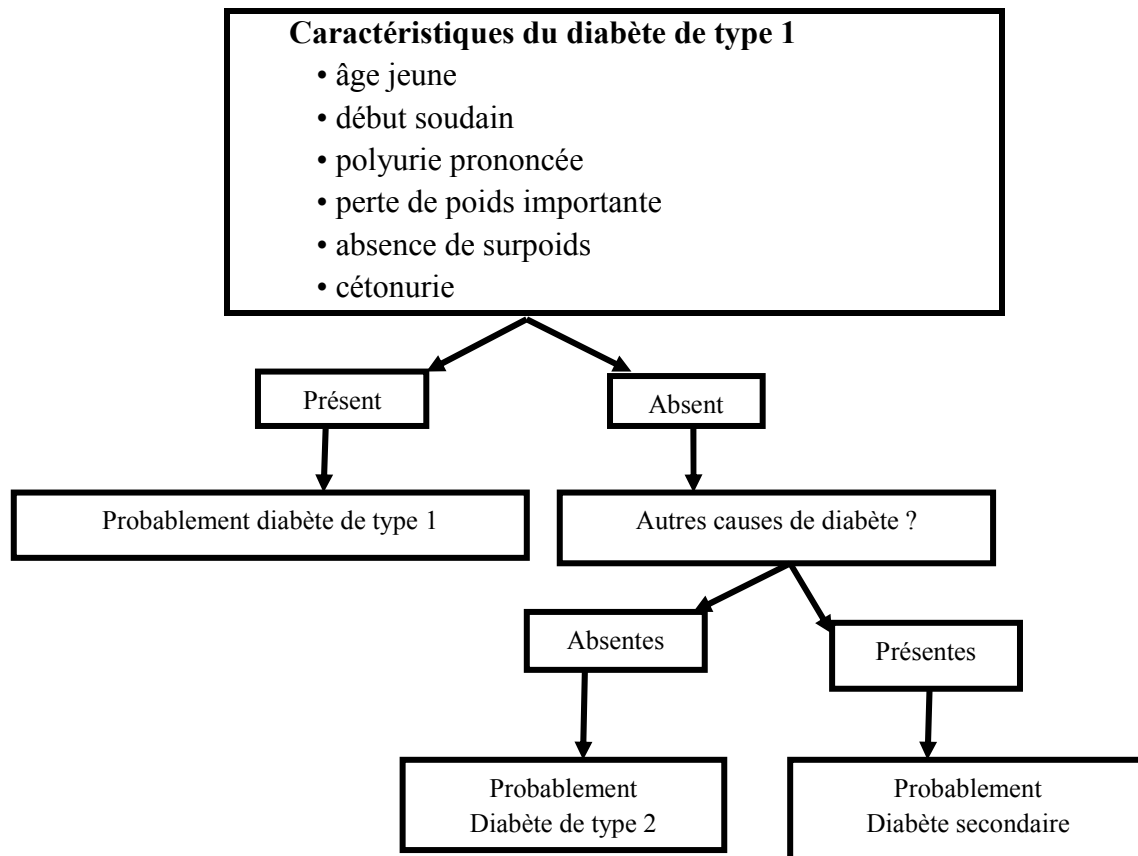 Caractéristiques du diabète de type 1
• âge jeune
• début soudain
• polyurie prononcée
• perte de poids importante
• absence de surpoids
• cétonurie
Présent
Absent
Probablement diabète de type 1
Autres causes de diabète ?
Absentes
Présentes
Probablement
Diabète de type 2
Probablement
Diabète secondaire